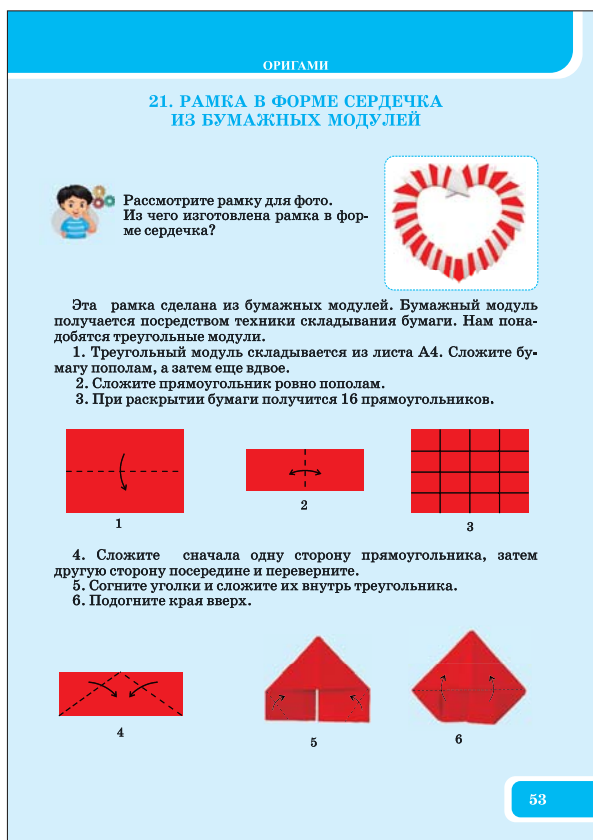 ОРИГАМИ
21. РАМКА В ФОРМЕ СЕРДЕЧКА
ИЗ БУМАЖНЫХ МОДУЛЕЙ
Рассмотрите рамку для фото.
Из чего изготовлена рамка в фор-
ме сердечка?
Эта рамка сделана из бумажных модулей. Бумажный модуль
получается посредством техники складывания бумаги. Нам пона-
добятся треугольные модули.
1. Треугольный модуль складывается из листа А4. Сложите бу-
магу пополам, а затем еще вдвое.
2. Сложите прямоугольник ровно пополам.
3. При раскрытии бумаги получится 16 прямоугольников.
1
2
3
4. Сложите сначала одну сторону прямоугольника, затем
другую сторону посередине и переверните.
5. Согните уголки и сложите их внутрь треугольника.
6. Подогните края вверх.
4
5
6
53